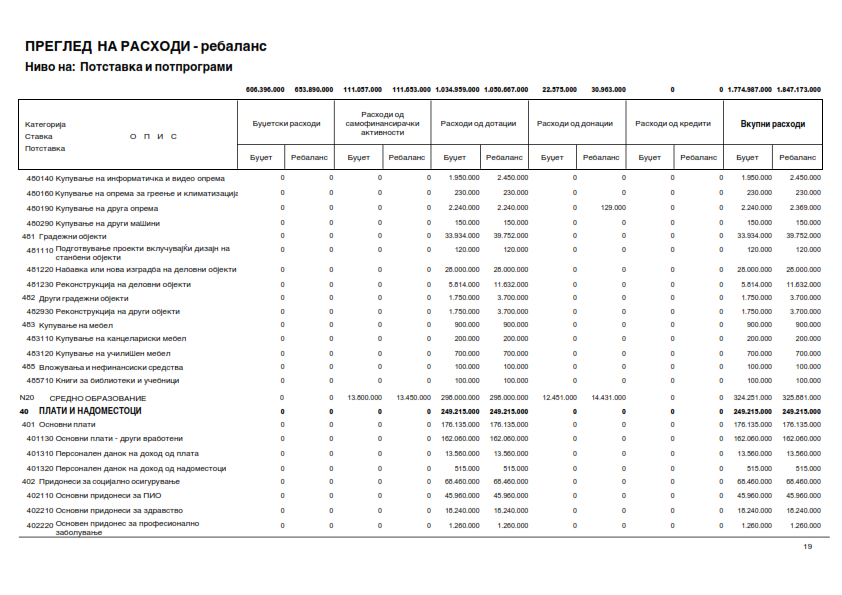 ПРЕГЛЕД НА РАСХОДИ - ребаланс
Ниво на: Потставка и потпрограми
606.396.000 653.890.000 111.057.000 111.653.000 1.034.959.000 1.050.667.000 22.575.000 30.963.000 0 0 1.774.987.000 1.847.173.000
Категорија
Ставка О П И С
Потставка
Буџетски расходи Расходи од самофинансирачки активности Расходи од дотации Расходи од донации Расходи од кредити Вкупни расходи
Буџет Ребаланс Буџет Ребаланс Буџет Ребаланс Буџет Ребаланс Буџет Ребаланс Буџет Ребаланс
480140 Купување на информатичка и видео опрема 0 0 0 0 1.950.000 2.450.000 0 0 0 0 1.950.000 2.450.000
480160 Купување на опрема за греење и климатизација 0 0 0 0 230.000 230.000 0 0 0 0 230.000 230.000
480190 Купување на друга опрема 0 0 0 0 2.240.000 2.240.000 0 129.000 0 0 2.240.000 2.369.000
480290 Купување на други маШини 0 0 0 0 150.000 150.000 0 0 0 0 150.000 150.000
481 Градежни објекти 0 0 0 0 33.934.000 39.752.000 0 0 0 0 33.934.000 39.752.000
481110 Подготвување проекти вклучувајЌи дизајн на
станбени објекти 0 0 0 0 120.000 120.000 0 0 0 0 120.000 120.000
481220 Набавка или нова изградба на деловни објекти 0 0 0 0 28.000.000 28.000.000 0 0 0 0 28.000.000 28.000.000
481230 Реконструкција на деловни објекти 0 0 0 0 5.814.000 11.632.000 0 0 0 0 5.814.000 11.632.000
482 Други градежни објекти 0 0 0 0 1.750.000 3.700.000 0 0 0 0 1.750.000 3.700.000
482930 Реконструкција на други објекти 0 0 0 0 1.750.000 3.700.000 0 0 0 0 1.750.000 3.700.000
483 Купување на мебел 0 0 0 0 900.000 900.000 0 0 0 0 900.000 900.000
483110 Купување на канцелариски мебел 0 0 0 0 200.000 200.000 0 0 0 0 200.000 200.000
483120 Купување на училиШен мебел 0 0 0 0 700.000 700.000 0 0 0 0 700.000 700.000
485 Вложувања и нефинансиски средства 0 0 0 0 100.000 100.000 0 0 0 0 100.000 100.000
485710 Книги за библиотеки и учебници 0 0 0 0 100.000 100.000 0 0 0 0 100.000 100.000
N20 СРЕДНО ОБРАЗОВАНИЕ 0 0 13.800.000 13.450.000 298.000.000 298.000.000 12.451.000 14.431.000 0 0 324.251.000 325.881.000
40 ПЛАТИ И НАДОМЕСТОЦИ 0 0 0 0 249.215.000 249.215.000 0 0 0 0 249.215.000 249.215.000
401 Основни плати 0 0 0 0 176.135.000 176.135.000 0 0 0 0 176.135.000 176.135.000
401130 Основни плати - други вработени 0 0 0 0 162.060.000 162.060.000 0 0 0 0 162.060.000 162.060.000
401310 Персонален данок на доход од плата 0 0 0 0 13.560.000 13.560.000 0 0 0 0 13.560.000 13.560.000
401320 Персонален данок на доход од надоместоци 0 0 0 0 515.000 515.000 0 0 0 0 515.000 515.000
402 Придонеси за социјално осигурување 0 0 0 0 68.460.000 68.460.000 0 0 0 0 68.460.000 68.460.000
402110 Основни придонеси за ПИО 0 0 0 0 45.960.000 45.960.000 0 0 0 0 45.960.000 45.960.000
402210 Основни придонеси за здравство 0 0 0 0 18.240.000 18.240.000 0 0 0 0 18.240.000 18.240.000
402220 Основен придонес за професионално
заболување 0 0 0 0 1.260.000 1.260.000 0 0 0 0 1.260.000 1.260.000
19